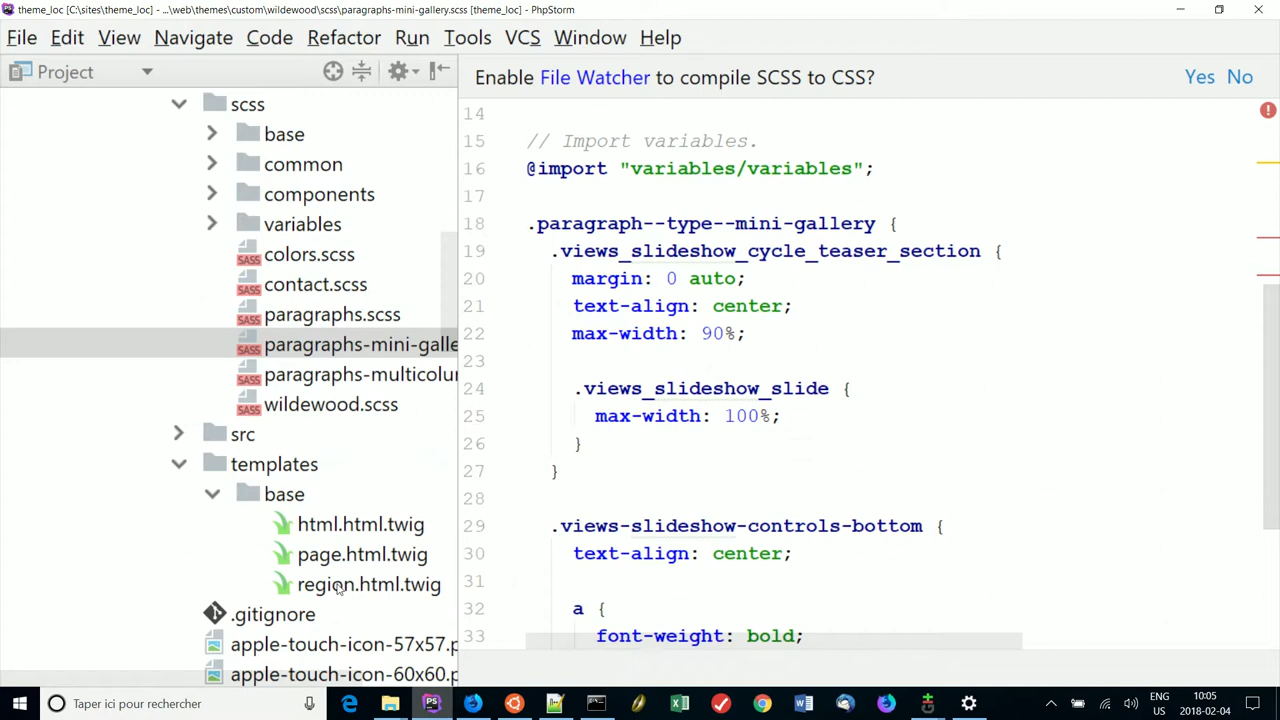 theme_loc [C:\sites\theme_loc] - ...\web\themes\custom\wildewood\scss\paragraphs-mini-gallery.scss [theme_loc] - PhpStorm
File Edit View Navigate Code Refactor Run Tools VCS Window Help
Project
Enable File Watcher to compile SCSS to CSS? Yes No
scss
base
common
components
variables
colors.scss
contact.scss
paragraphs.scss
paragraphs-mini-galle
paragraphs-multicolu
wildewood.scss
src
templates
base
html.html.twig
page.html.twig
region.html.twig
.gitignore
apple-touch-icon-57x57.p
apple-touch-icon-60x60.p
14
15 // Import variables.
16 @import "variables/variables";
17
18 .paragraph--type--mini-gallery {
19 .views_slideshow_cycle_teaser_section {
20 margin: 0 auto;
21 text-align: center;
22 max-width: 90%;
23
24 .views_slideshow_slide {
25 max-width: 100%;
26 }
27 }
28
29 .views-slideshow-controls-bottom {
30 text-align: center;
31
32 a {
33 font-weight: bold;
Taper ici pour rechercher
ENG
US
10:05
2018-02-04